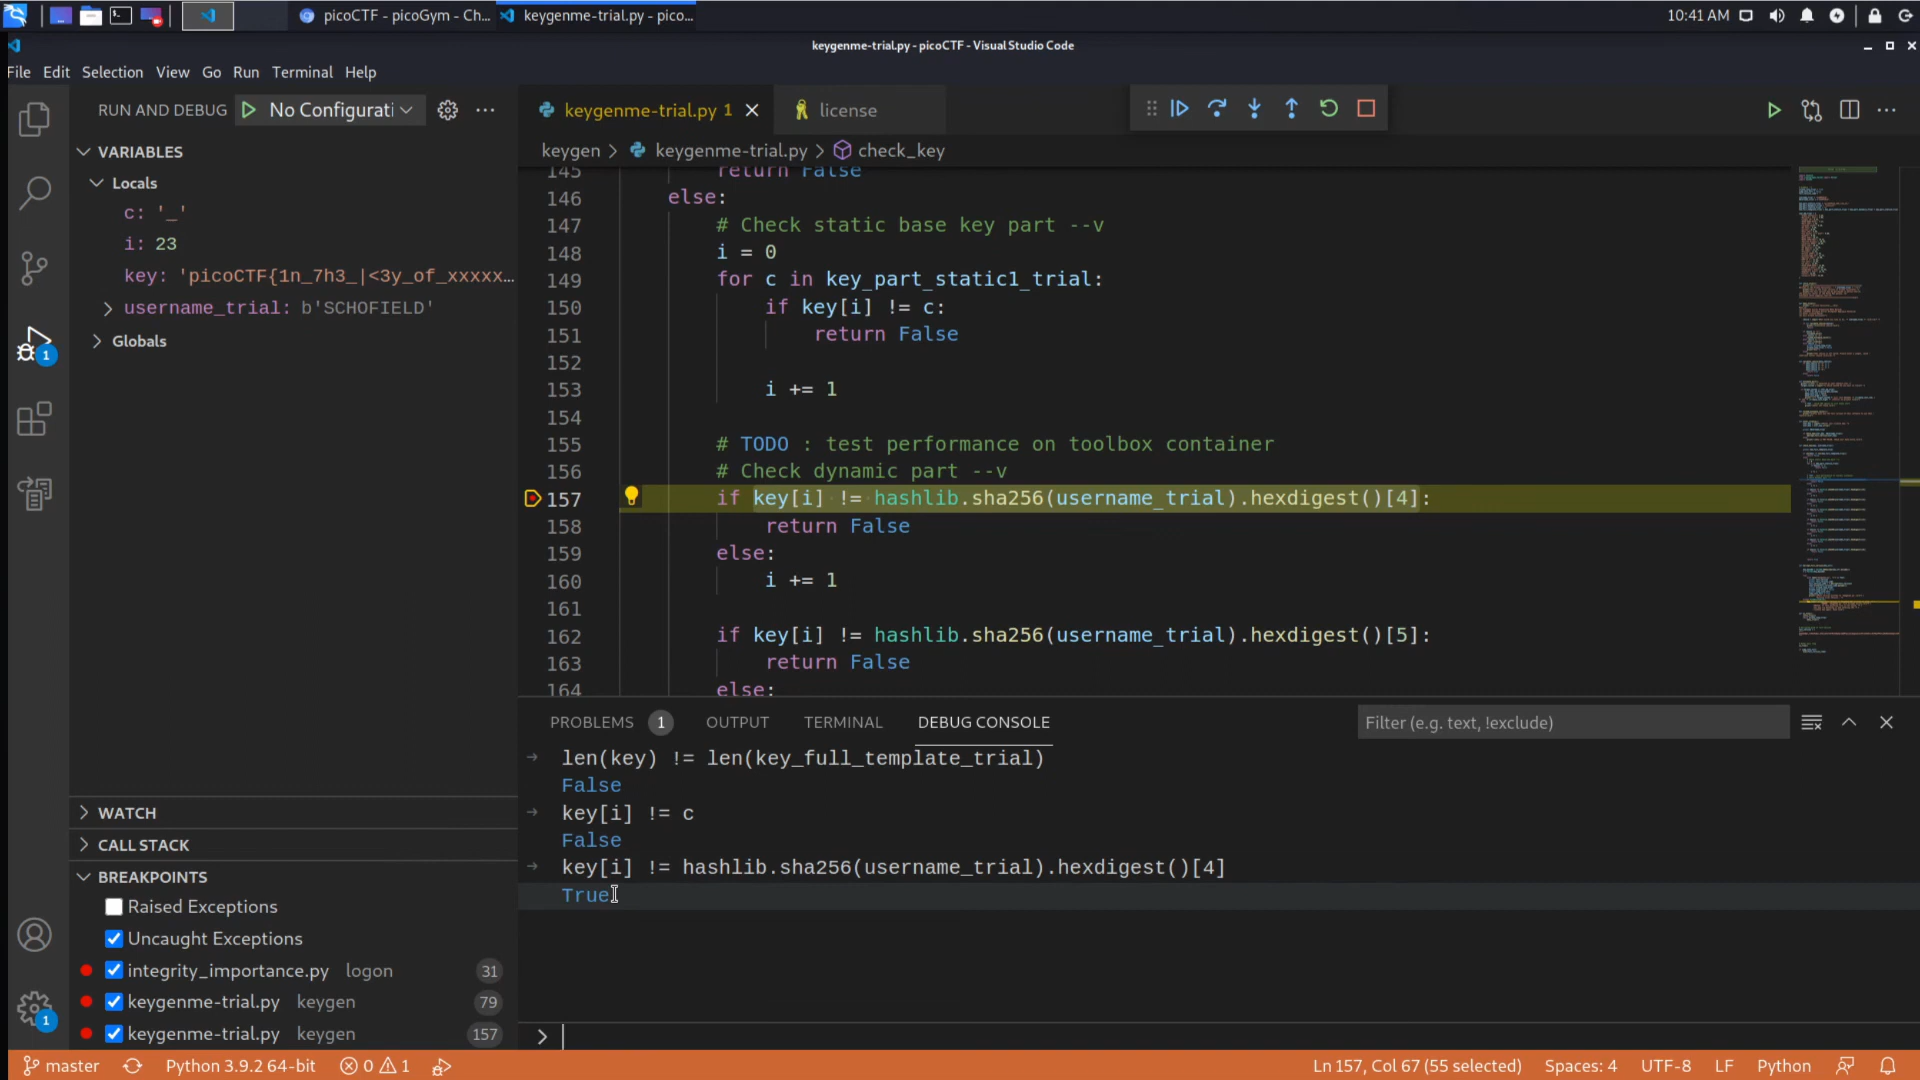 picoCTF - picoGym - Ch...
keygenme-trial.py - pico...
10:41 AM
keygenme-trial.py - picoCTF - Visual Studio Code
File Edit Selection View Go Run Terminal Help
RUN AND DEBUG No Configurati
VARIABLES
Locals
c: '_'
i: 23
key: 'picoCTF{1n_7h3_|<3y_of_xxxxx…
username_trial: b'SCHOFIELD'
Globals
WATCH
CALL STACK
BREAKPOINTS
Raised Exceptions
Uncaught Exceptions
integrity_importance.py logon 31
keygenme-trial.py keygen 79
keygenme-trial.py keygen 157
1
1
keygenme-trial.py 1
license
keygen > keygenme-trial.py > check_key
145 return False
146 else:
147 # Check static base key part --v
148 i = 0
149 for c in key_part_static1_trial:
150 if key[i] != c:
151 return False
152
153 i += 1
154
155 # TODO : test performance on toolbox container
156 # Check dynamic part --v
157 if key[i] != hashlib.sha256(username_trial).hexdigest()[4]:
158 return False
159 else:
160 i += 1
161
162 if key[i] != hashlib.sha256(username_trial).hexdigest()[5]:
163 return False
164 else:
PROBLEMS 1 OUTPUT TERMINAL DEBUG CONSOLE Filter (e.g. text, !exclude)
len(key) != len(key_full_template_trial)
False
key[i] != c
False
key[i] != hashlib.sha256(username_trial).hexdigest()[4]
True
>
master Python 3.9.2 64-bit 0 1 Ln 157, Col 67 (55 selected) Spaces: 4 UTF-8 LF Python